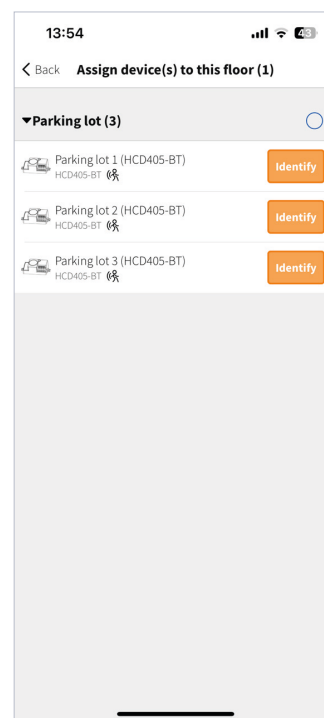 13:54
43
Back Assign device(s) to this floor (1)
Parking lot (3)
Parking lot 1 (HCD405-BT)
HCD405-BT
Identify
Parking lot 2 (HCD405-BT)
HCD405-BT
Identify
Parking lot 3 (HCD405-BT)
HCD405-BT
Identify